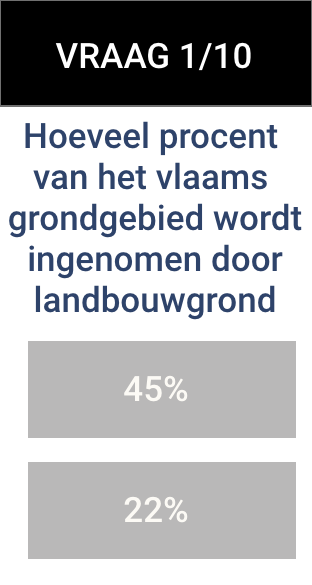 VRAAG 1/10
Hoeveel procent
van het vlaams
grondgebied wordt
ingenomen door
landbouwgrond
45%
22%